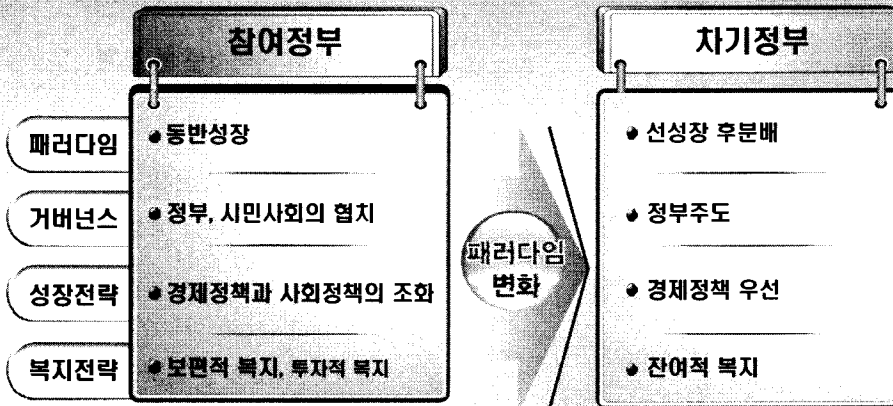 참여정부
차기정부
패러다임
동반성장
선성장 후분배
거버넌스
정부, 시민사회의 협치
정부주도
패러다임
변화
성장전략
경제정책과 사회정책의 조화
경제정책 우선
복지전략
보편적 복지, 투자적 복지
잔여적 복지